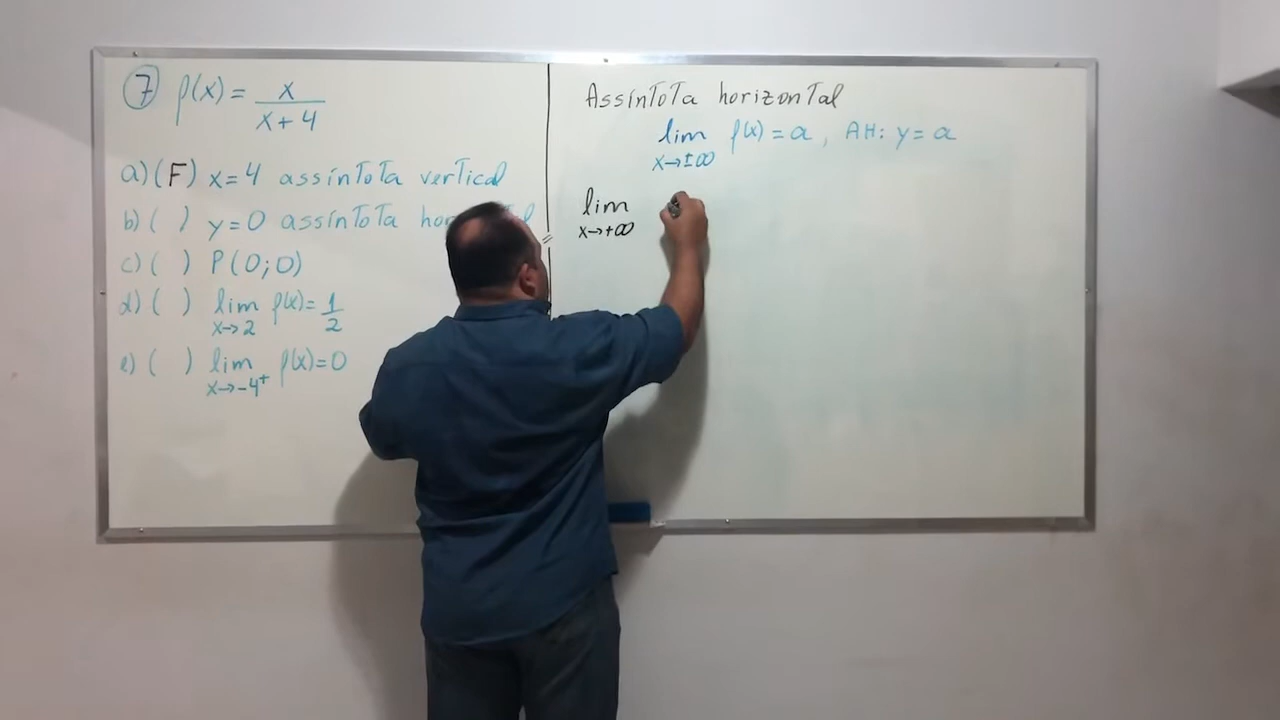 7 f(x) = x / x + 4
a) (F) x = 4 assíntota vertical
b) ( ) y = 0 assíntota
c) ( ) P(0;0)
d) ( ) lim x→2 f(x) = 1/2
e) ( ) lim x→-4⁺ f(x) = 0
Assíntota horizontal
lim x→±∞ f(x) = a, AH: y = a
lim x→+∞